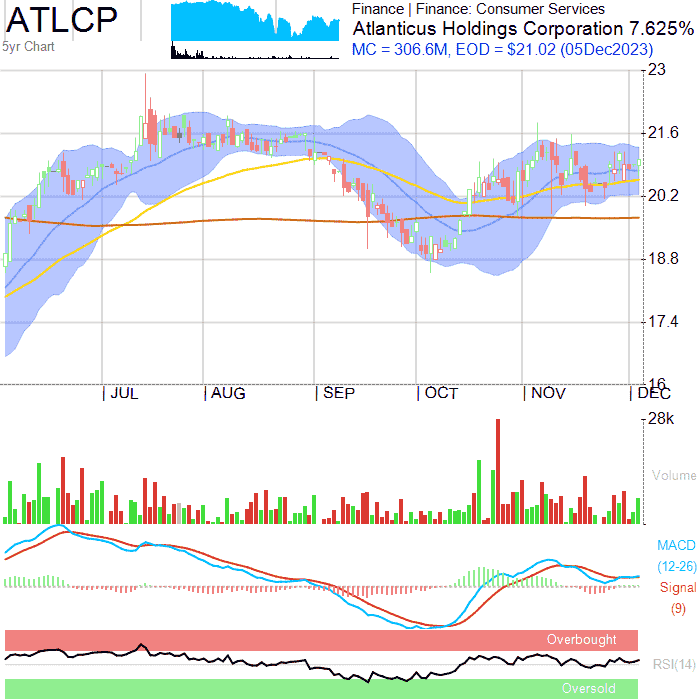 ATLCP
5yr Chart
Finance | Finance: Consumer Services
Atlanticus Holdings Corporation 7.625%
MC = 306.6M, EOD = $21.02 (05Dec2023)
23
21.6
20.2
18.8
17.4
16
JUL AUG SEP OCT NOV DEC
28k
Volume
MACD
(12-26)
Signal
(9)
Overbought
RSI(14)
Oversold